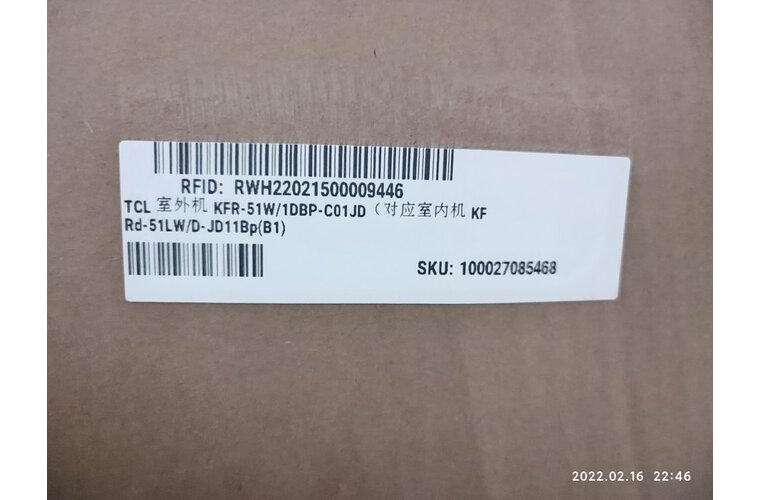 RFID: RWH22021500009446
TCL 室外机 KFR-51W/1DBP-C01JD（对应室内机 KF
Rd-51LW/D-JD11Bp(B1)
SKU: 100027085468
2022.02.16 22:46